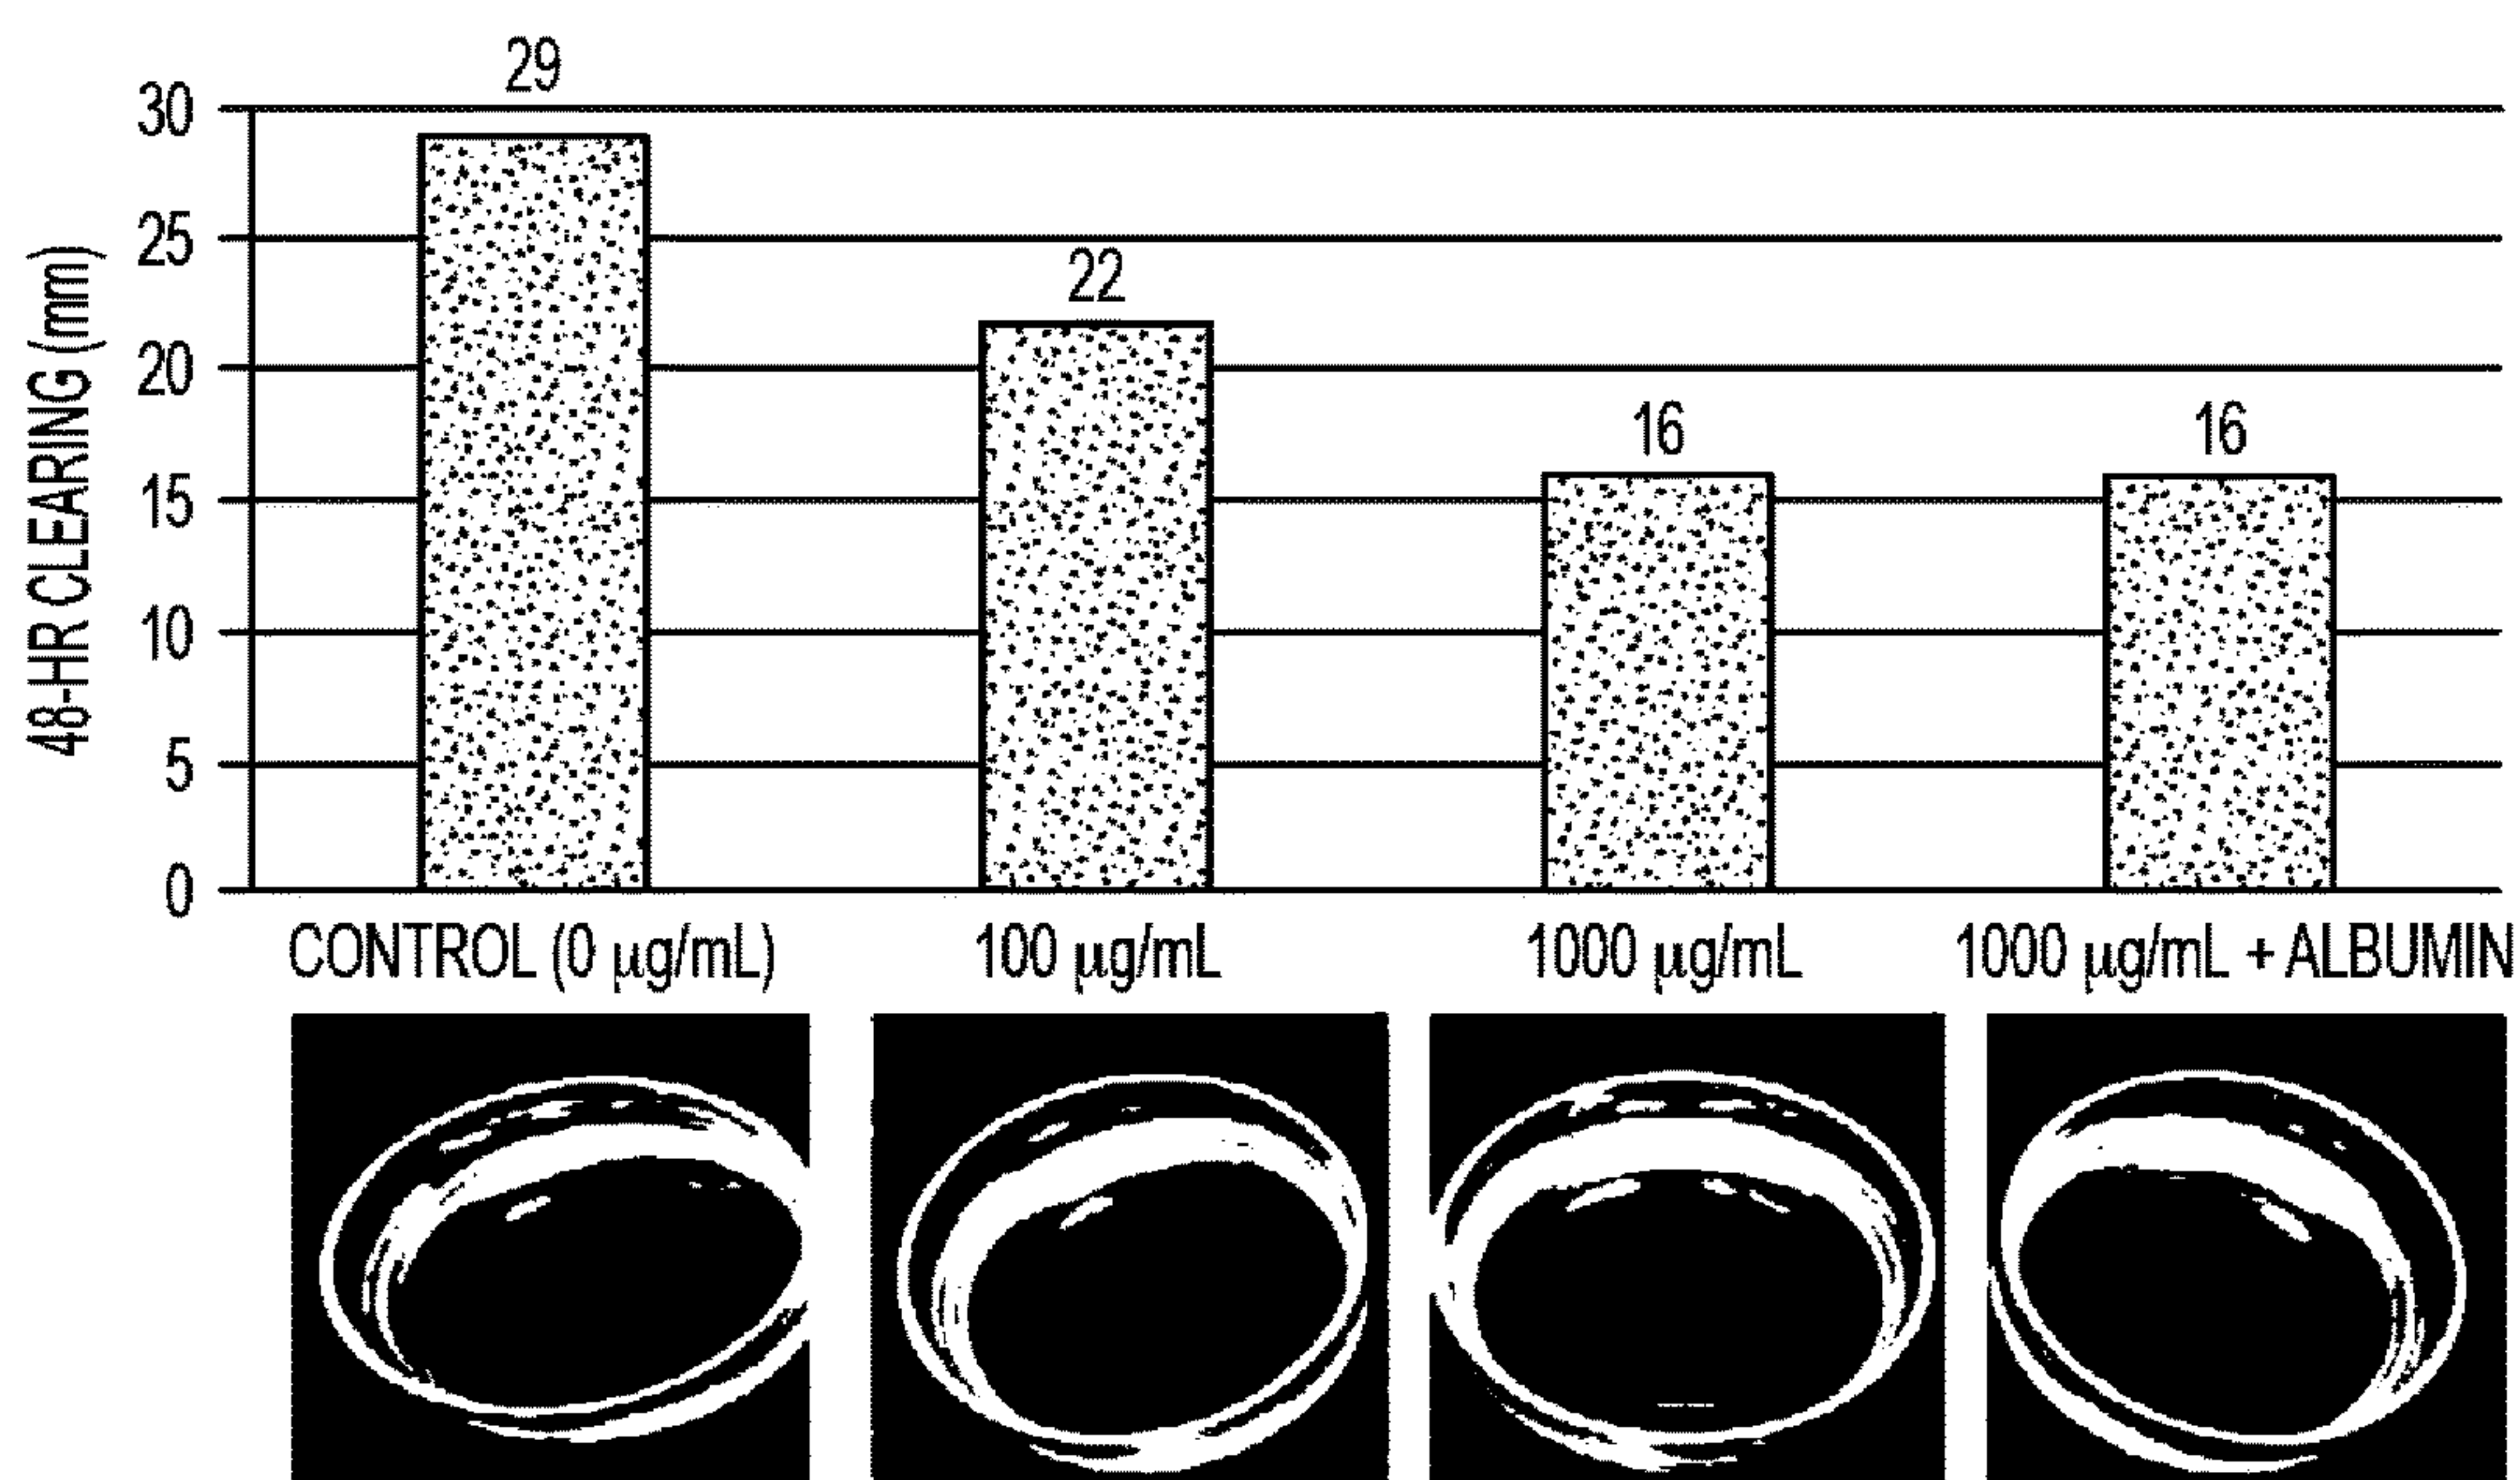 29
30
25
22
20
16
16
15
10
5
0
48-HR CLEARING (mm)
CONTROL (0 µg/mL)
100 µg/mL
1000 µg/mL
1000 µg/mL + ALBUMIN